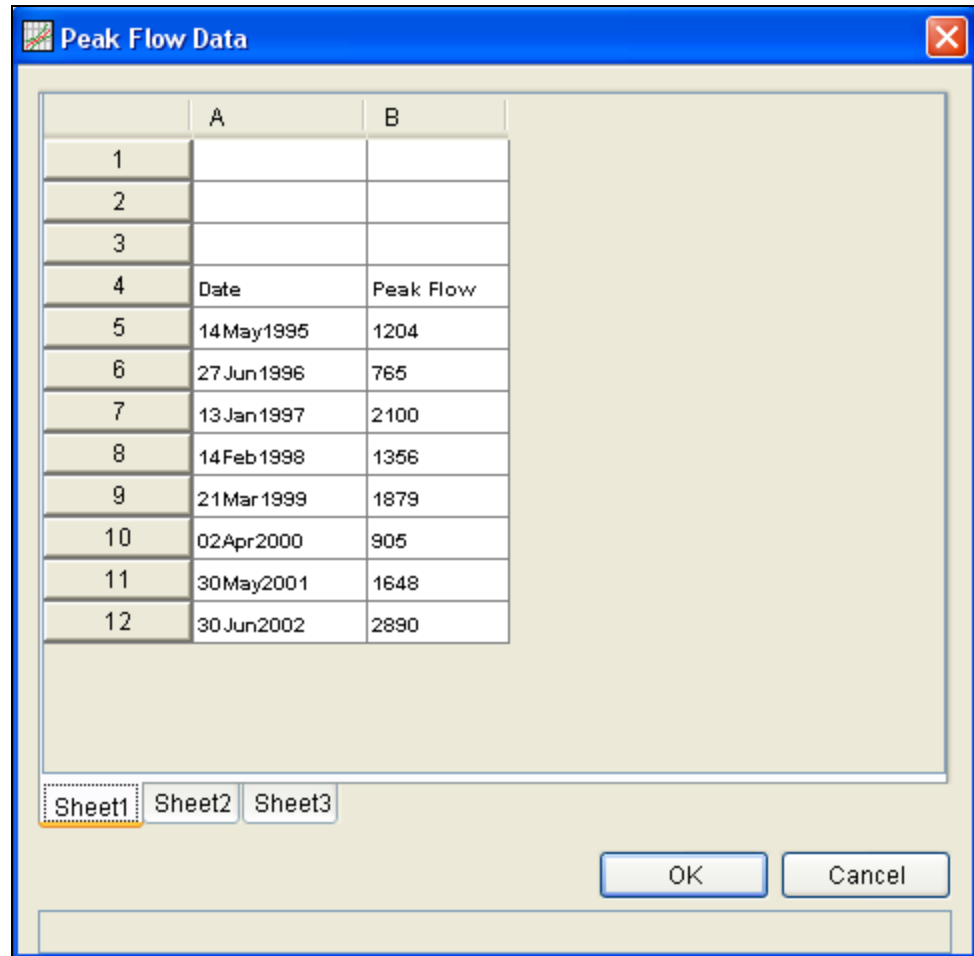 Peak Flow Data
A B
1
2
3
4 Date Peak Flow
5 14May1995 1204
6 27Jun1996 765
7 13Jan1997 2100
8 14Feb1998 1356
9 21Mar1999 1879
10 02Apr2000 905
11 30May2001 1648
12 30Jun2002 2890
Sheet1 Sheet2 Sheet3
OK Cancel